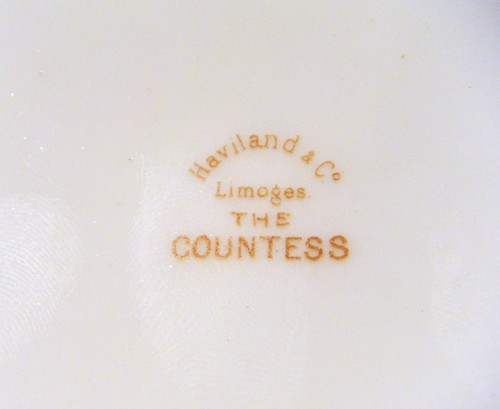 Haviland & Co
Limoges.
THE
COUNTESS